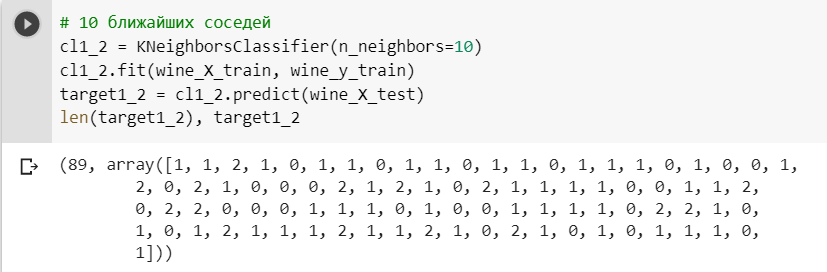 # 10 ближайших соседей
cl1_2 = KNeighborsClassifier(n_neighbors=10)
cl1_2.fit(wine_X_train, wine_y_train)
target1_2 = cl1_2.predict(wine_X_test)
len(target1_2), target1_2
(89, array([1, 1, 2, 1, 0, 1, 1, 0, 1, 1, 0, 1, 1, 0, 1, 1, 1, 0, 1, 0, 0, 1,
2, 0, 2, 1, 0, 0, 0, 2, 1, 2, 1, 0, 2, 1, 1, 1, 1, 0, 0, 1, 1, 2,
0, 2, 2, 0, 0, 0, 1, 1, 1, 0, 1, 0, 0, 1, 1, 1, 1, 0, 2, 2, 1, 0,
1, 0, 1, 2, 1, 1, 1, 2, 1, 1, 2, 1, 0, 2, 1, 0, 1, 0, 1, 1, 1, 0,
1]))